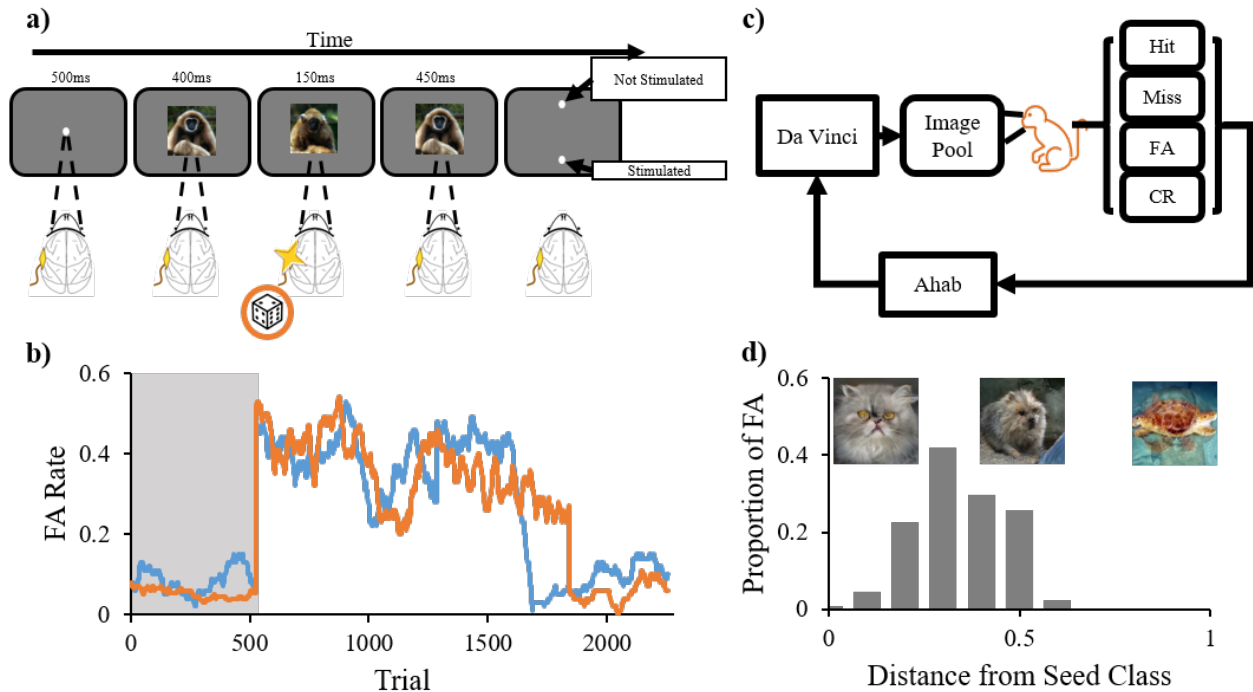 a)
Time
500ms
400ms
150ms
450ms
Not Stimulated
Stimulated
b)
0.6
0.4
0.2
0
FA Rate
0
500
1000
1500
2000
Trial
c)
Da Vinci
Image
Pool
Hit
Miss
FA
CR
Ahab
d)
0.6
0.4
0.2
0
Proportion of FA
0
0.5
1
Distance from Seed Class